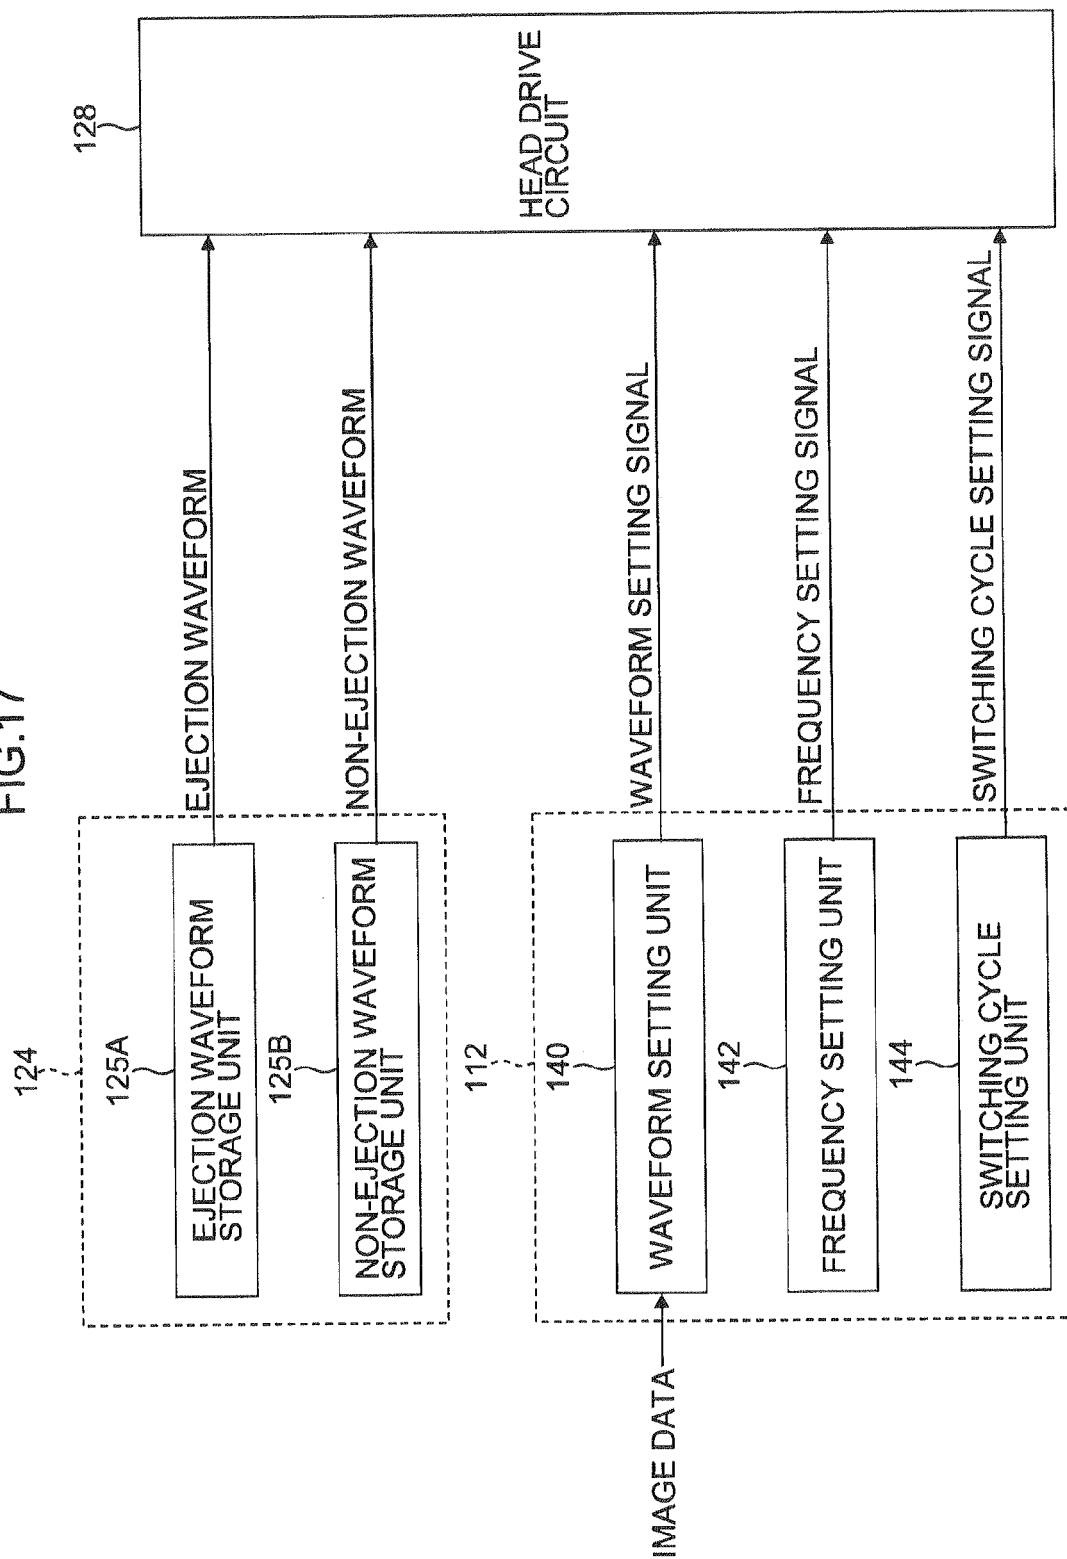 FIG.17
124
125A
EJECTION WAVEFORM
STORAGE UNIT
EJECTION WAVEFORM
125B
NON-EJECTION WAVEFORM
STORAGE UNIT
NON-EJECTION WAVEFORM
128
HEAD DRIVE
CIRCUIT
112
140
IMAGE DATA
WAVEFORM SETTING UNIT
WAVEFORM SETTING SIGNAL
142
FREQUENCY SETTING UNIT
FREQUENCY SETTING SIGNAL
144
SWITCHING CYCLE
SETTING UNIT
SWITCHING CYCLE SETTING SIGNAL